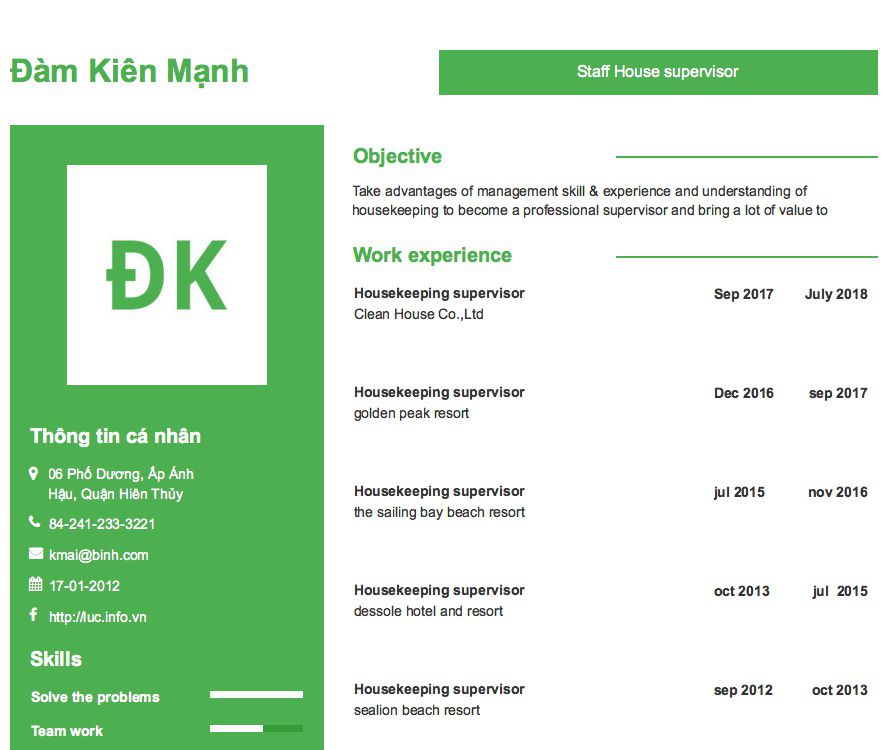 Đàm Kiên Mạnh
Staff House supervisor
ĐK
Thông tin cá nhân
06 Phố Dương, Ấp Ánh
Hậu, Quận Hiên Thủy
84-241-233-3221
kmai@binh.com
17-01-2012
http://luc.info.vn
Skills
Solve the problems
Team work
Objective
Take advantages of management skill & experience and understanding of
housekeeping to become a professional supervisor and bring a lot of value to
Work experience
Housekeeping supervisor Sep 2017 July 2018
Clean House Co.,Ltd
Housekeeping supervisor Dec 2016 sep 2017
golden peak resort
Housekeeping supervisor jul 2015 nov 2016
the sailing bay beach resort
Housekeeping supervisor oct 2013 jul 2015
dessole hotel and resort
Housekeeping supervisor sep 2012 oct 2013
sealion beach resort